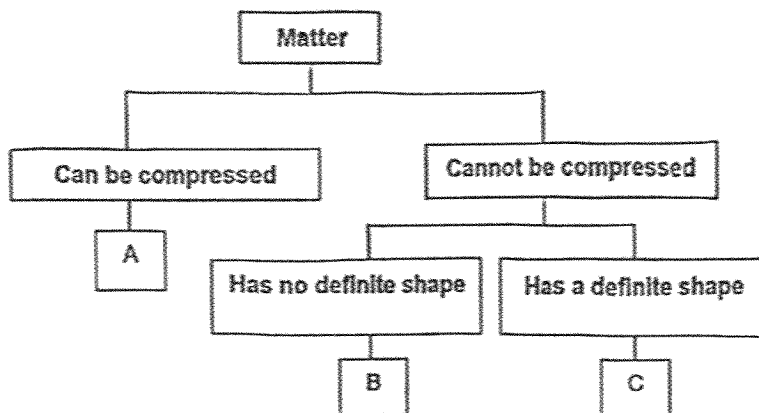 Matter
Can be compressed
Cannot be compressed
A
Has no definite shape
Has a definite shape
B
C